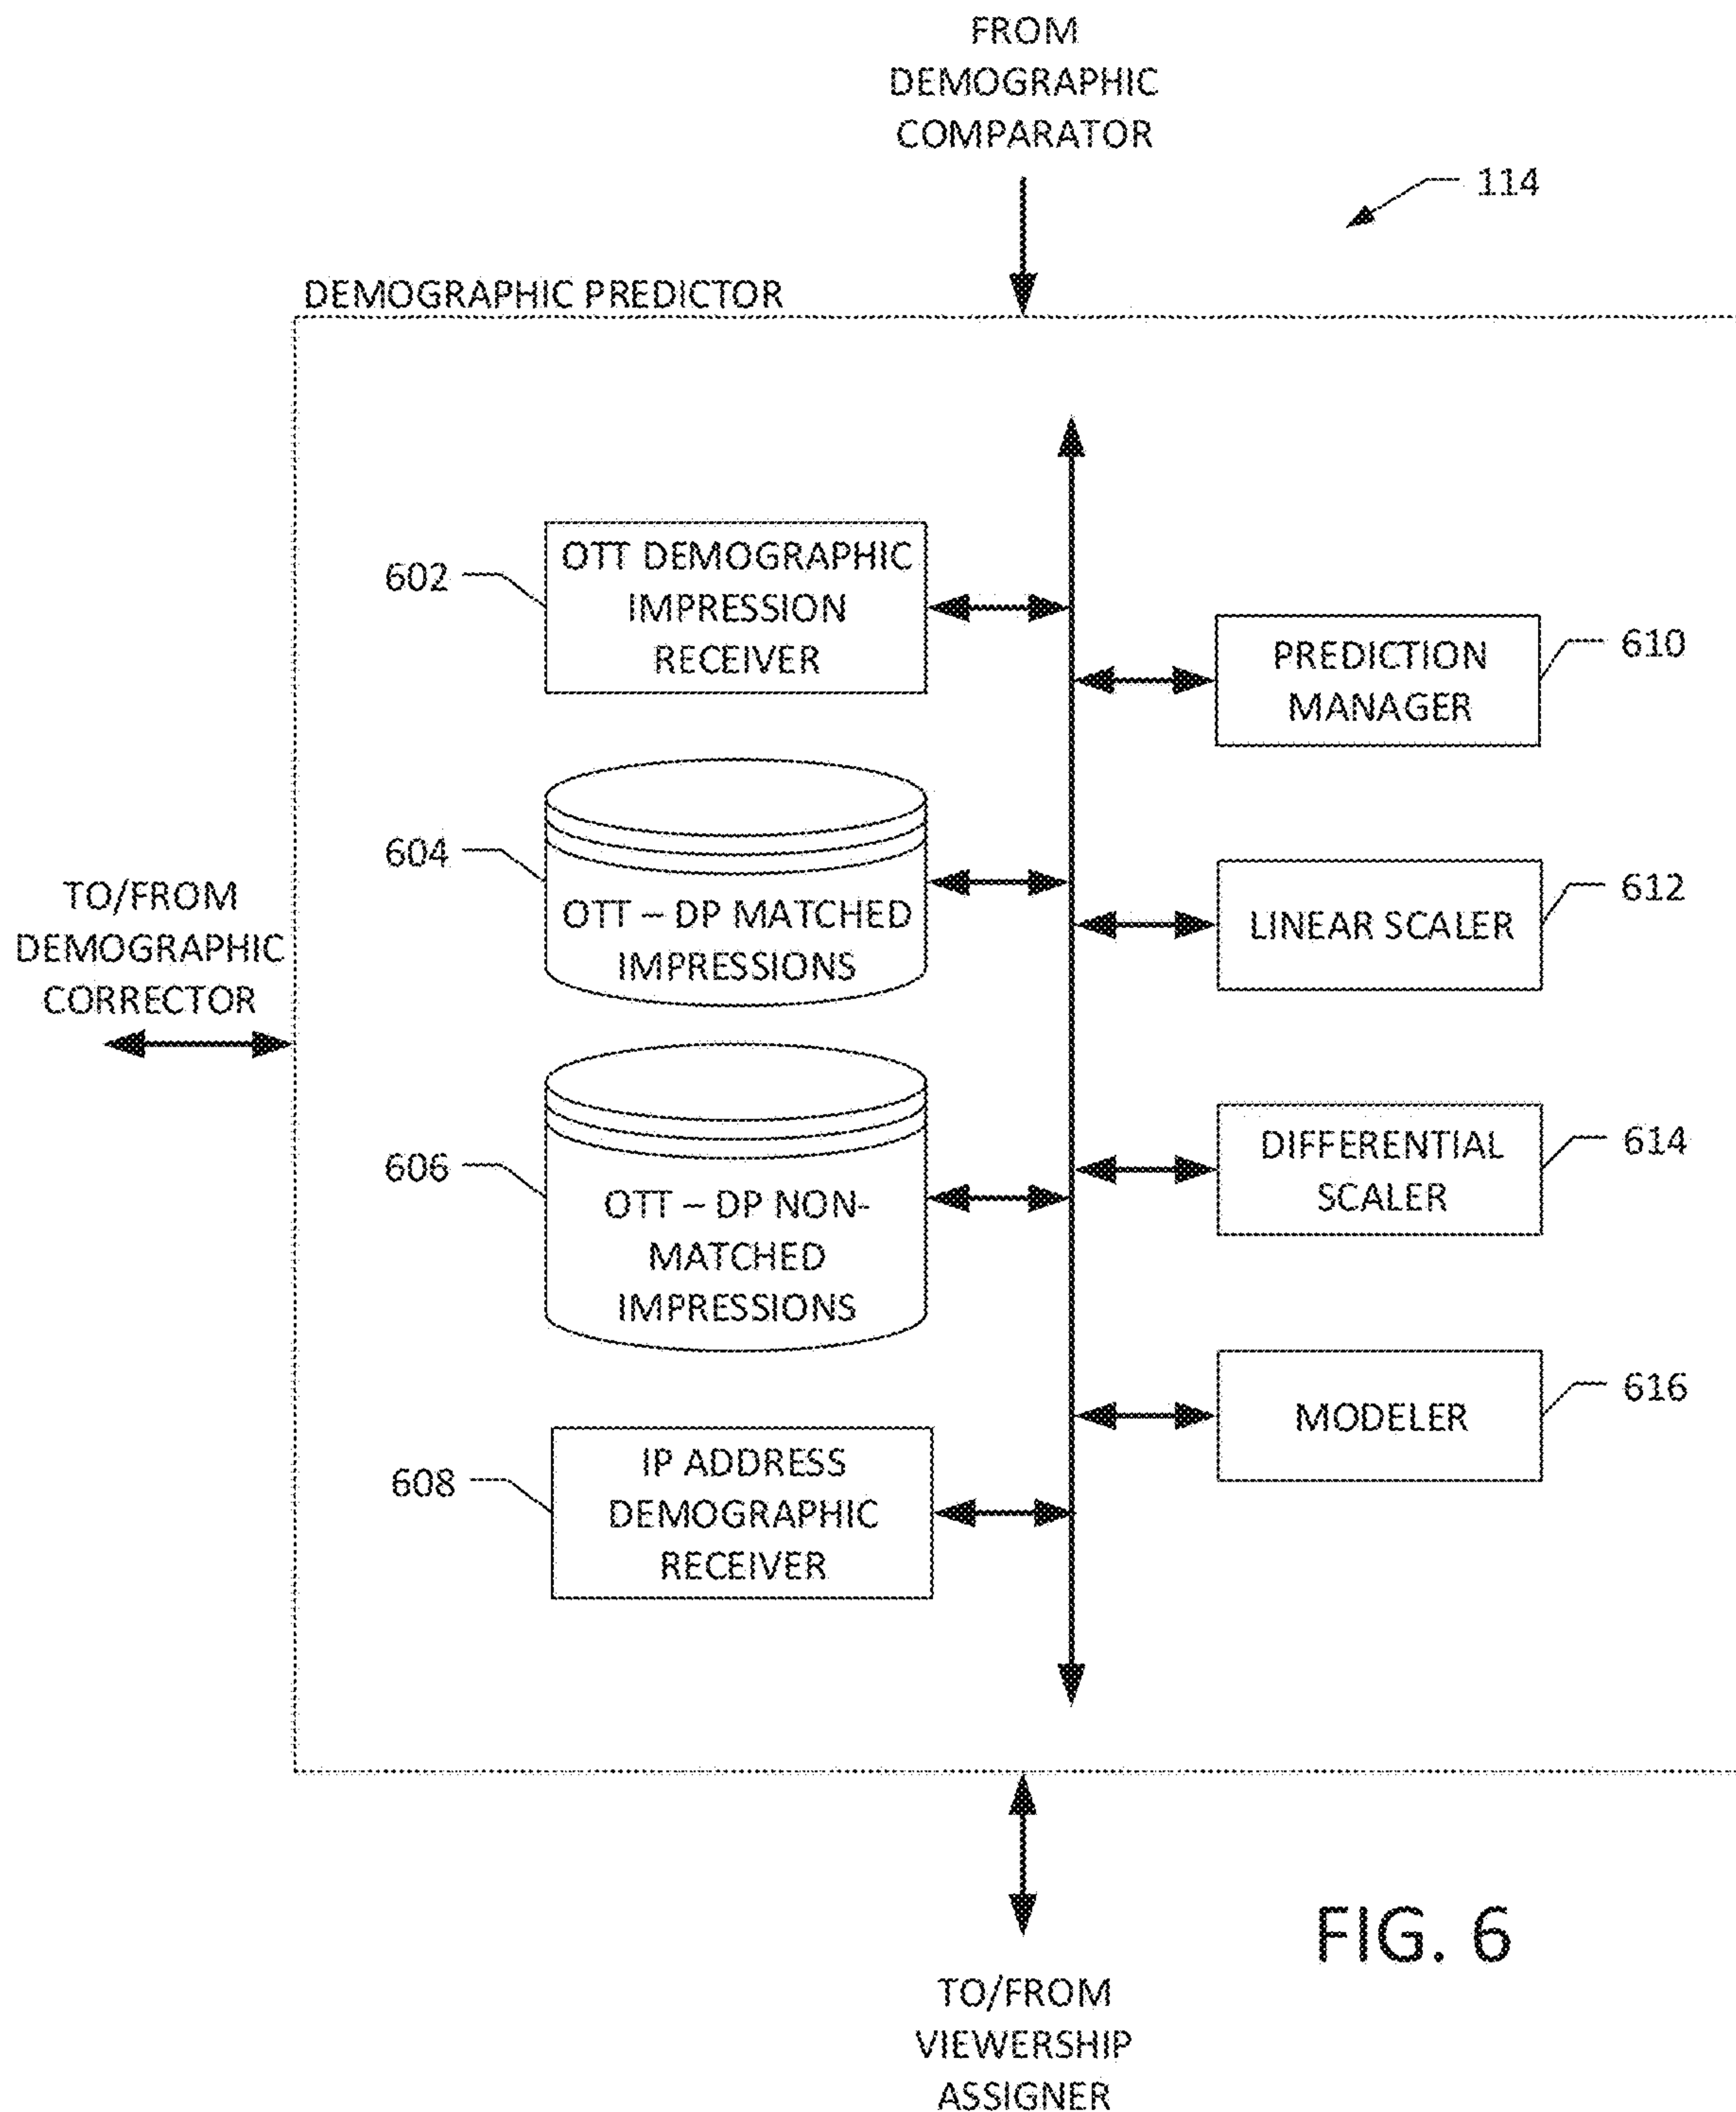 FROM
DEMOGRAPHIC
COMPARATOR
114
DEMOGRAPHIC PREDICTOR
602
OTT DEMOGRAPHIC
IMPRESSION
RECEIVER
610
PREDICTION
MANAGER
604
OTT – DP MATCHED
IMPRESSIONS
612
LINEAR SCALER
TO/FROM
DEMOGRAPHIC
CORRECTOR
606
OTT – DP NON-
MATCHED
IMPRESSIONS
614
DIFFERENTIAL
SCALER
608
IP ADDRESS
DEMOGRAPHIC
RECEIVER
616
MODELER
FIG. 6
TO/FROM
VIEWERSHIP
ASSIGNER